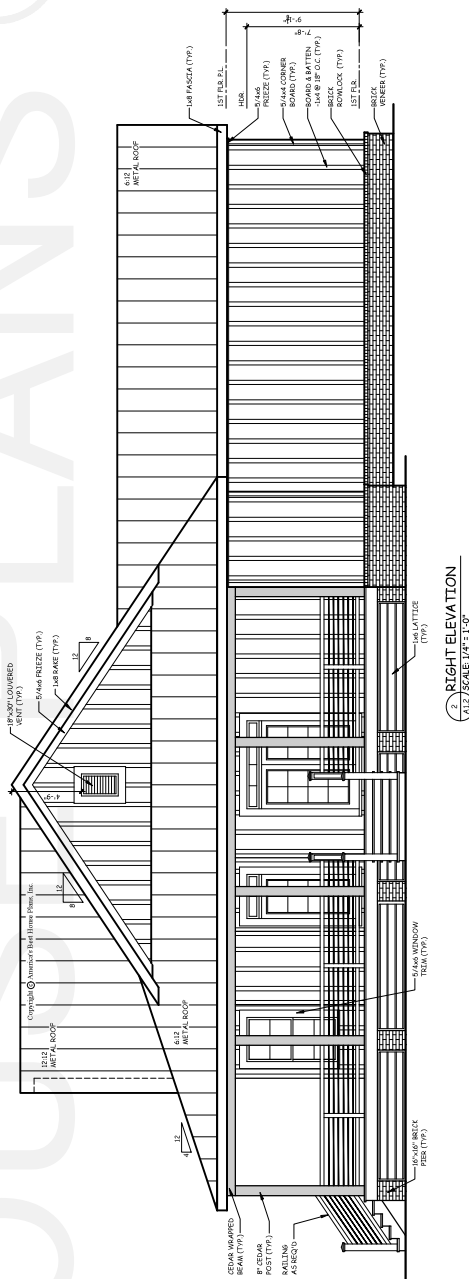 18"x30" LOUVERED
VENT (TYP.)
5/4x6 FRIEZE (TYP.)
1x8 RAKE (TYP.)
12
8
12
8
4'-9"
Copyright © America's Best House Plans, Inc.
12:12
METAL ROOF
6:12
METAL ROOF
12
4
6:12
METAL ROOF
1x8 FASCIA (TYP.)
1ST FLR. P.L.
HDR.
5/4x6
FRIEZE (TYP.)
5/4x4 CORNER
BOARD (TYP.)
BOARD & BATTEN
-1x4 @ 18" O.C. (TYP.)
BRICK
ROWLOCK (TYP.)
1ST FLR.
BRICK
VENEER (TYP.)
7'-8"
CEDAR WRAPPED
BEAM (TYP.)
8" CEDAR
POST (TYP.)
RAILING
AS REQ'D
16"x16" BRICK
PIER (TYP.)
5/4x6 WINDOW
TRIM (TYP.)
1x6 LATTICE
(TYP.)
2
A1.2
RIGHT ELEVATION
SCALE: 1/4" = 1'-0"